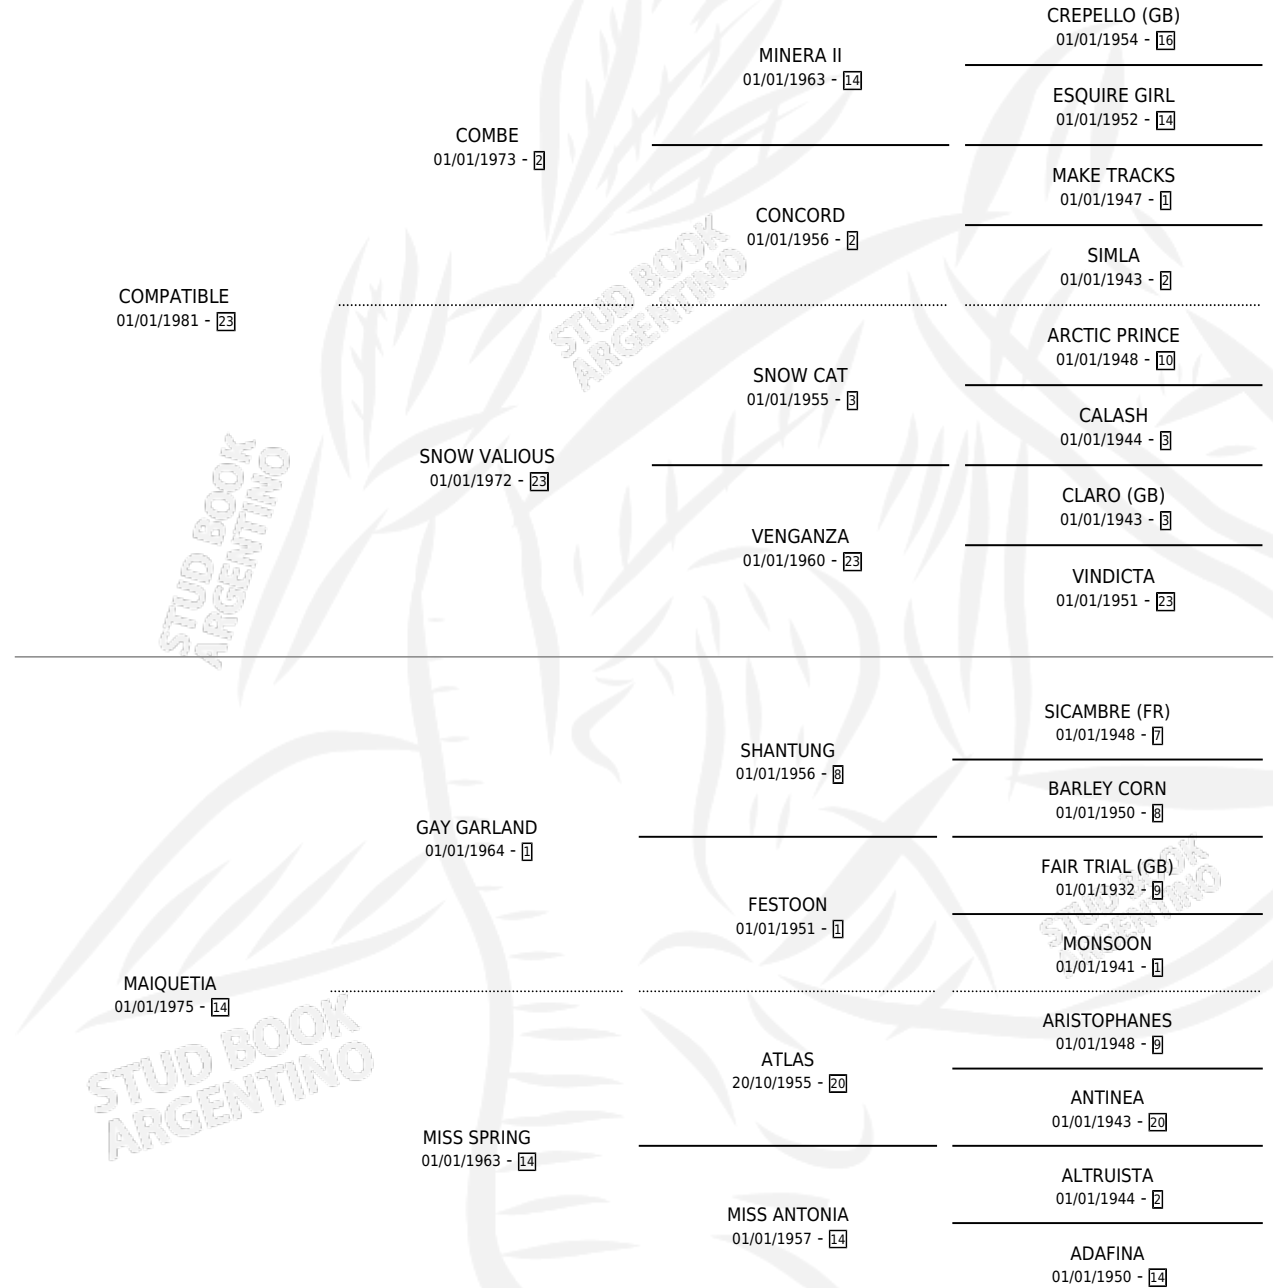 CREPELLO (GB)
01/01/1954 - 16
MINERA II
01/01/1963 - 14
ESQUIRE GIRL
01/01/1952 - 14
COMBE
01/01/1973 - 2
MAKE TRACKS
01/01/1947 - 1
CONCORD
01/01/1956 - 2
SIMLA
01/01/1943 - 2
COMPATIBLE
01/01/1981 - 23
ARCTIC PRINCE
01/01/1948 - 10
SNOW CAT
01/01/1955 - 3
CALASH
01/01/1944 - 3
SNOW VALIOUS
01/01/1972 - 23
CLARO (GB)
01/01/1943 - 3
VENGANZA
01/01/1960 - 23
VINDICTA
01/01/1951 - 23
STUD BOOK
ARGENTINO
STUD BOOK
ARGENTINO
SICAMBRE (FR)
01/01/1948 - 7
SHANTUNG
01/01/1956 - 8
BARLEY CORN
01/01/1950 - 8
GAY GARLAND
01/01/1964 - 1
FAIR TRIAL (GB)
01/01/1932 - 9
FESTOON
01/01/1951 - 1
MONSOON
01/01/1941 - 1
STUD BOOK
ARGENTINO
MAIQUETIA
01/01/1975 - 14
ARISTOPHANES
01/01/1948 - 9
ATLAS
20/10/1955 - 20
ANTINEA
01/01/1943 - 20
MISS SPRING
01/01/1963 - 14
ALTRUISTA
01/01/1944 - 2
MISS ANTONIA
01/01/1957 - 14
ADAFINA
01/01/1950 - 14
STUD BOOK
ARGENTINO